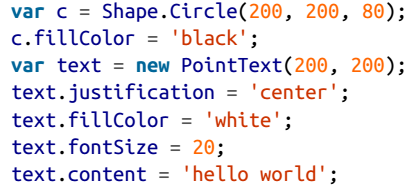 var c = Shape.Circle(200, 200, 80);
c.fillColor = 'black';
var text = new PointText(200, 200);
text.justification = 'center';
text.fillColor = 'white';
text.fontSize = 20;
text.content = 'hello world';